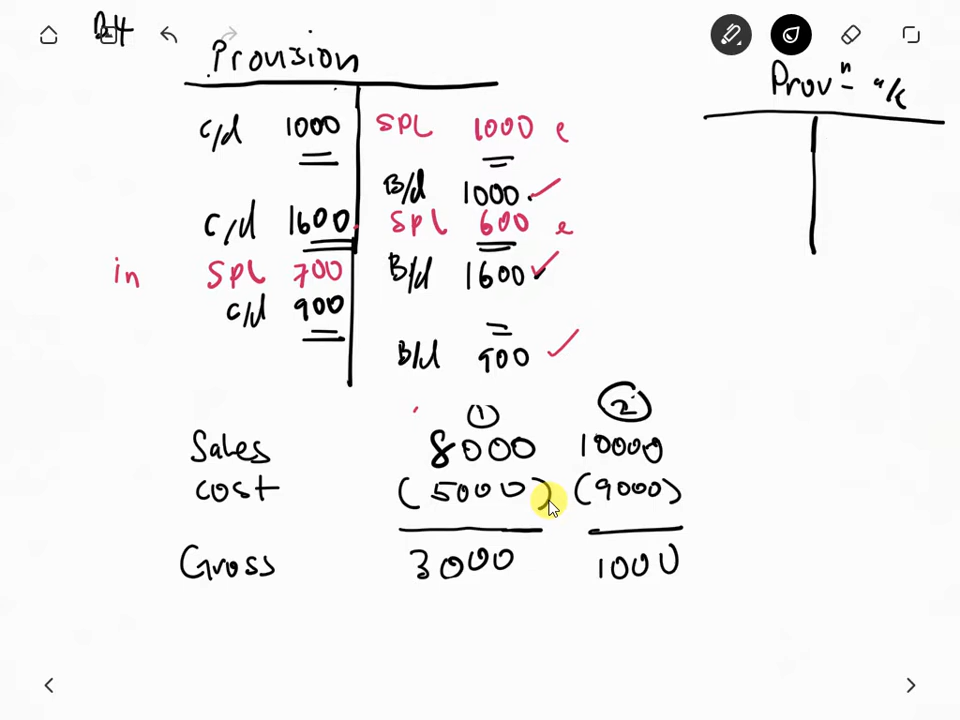 Provision
Provⁿ a/c
c/d 1000 SPL 1000 e
B/d 1000
c/d 1600 SPL 600 e
in SPL 700 B/d 1600
c/d 900
B/d 900
① ②
Sales 8000 10000
cost (5000) (9000)
Gross 3000 1000